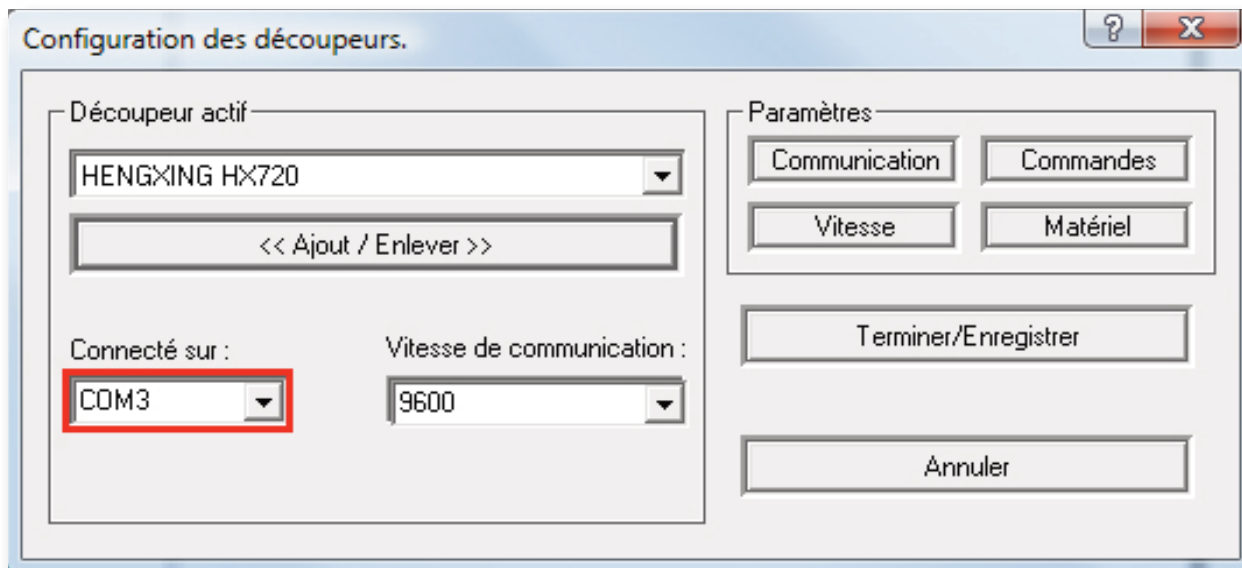 Configuration des découpeurs.
Découpeur actif
HENGXING HX720
<< Ajout / Enlever >>
Connecté sur :
Vitesse de communication :
COM3
9600
Paramètres
Communication
Commandes
Vitesse
Matériel
Terminer/Enregistrer
Annuler